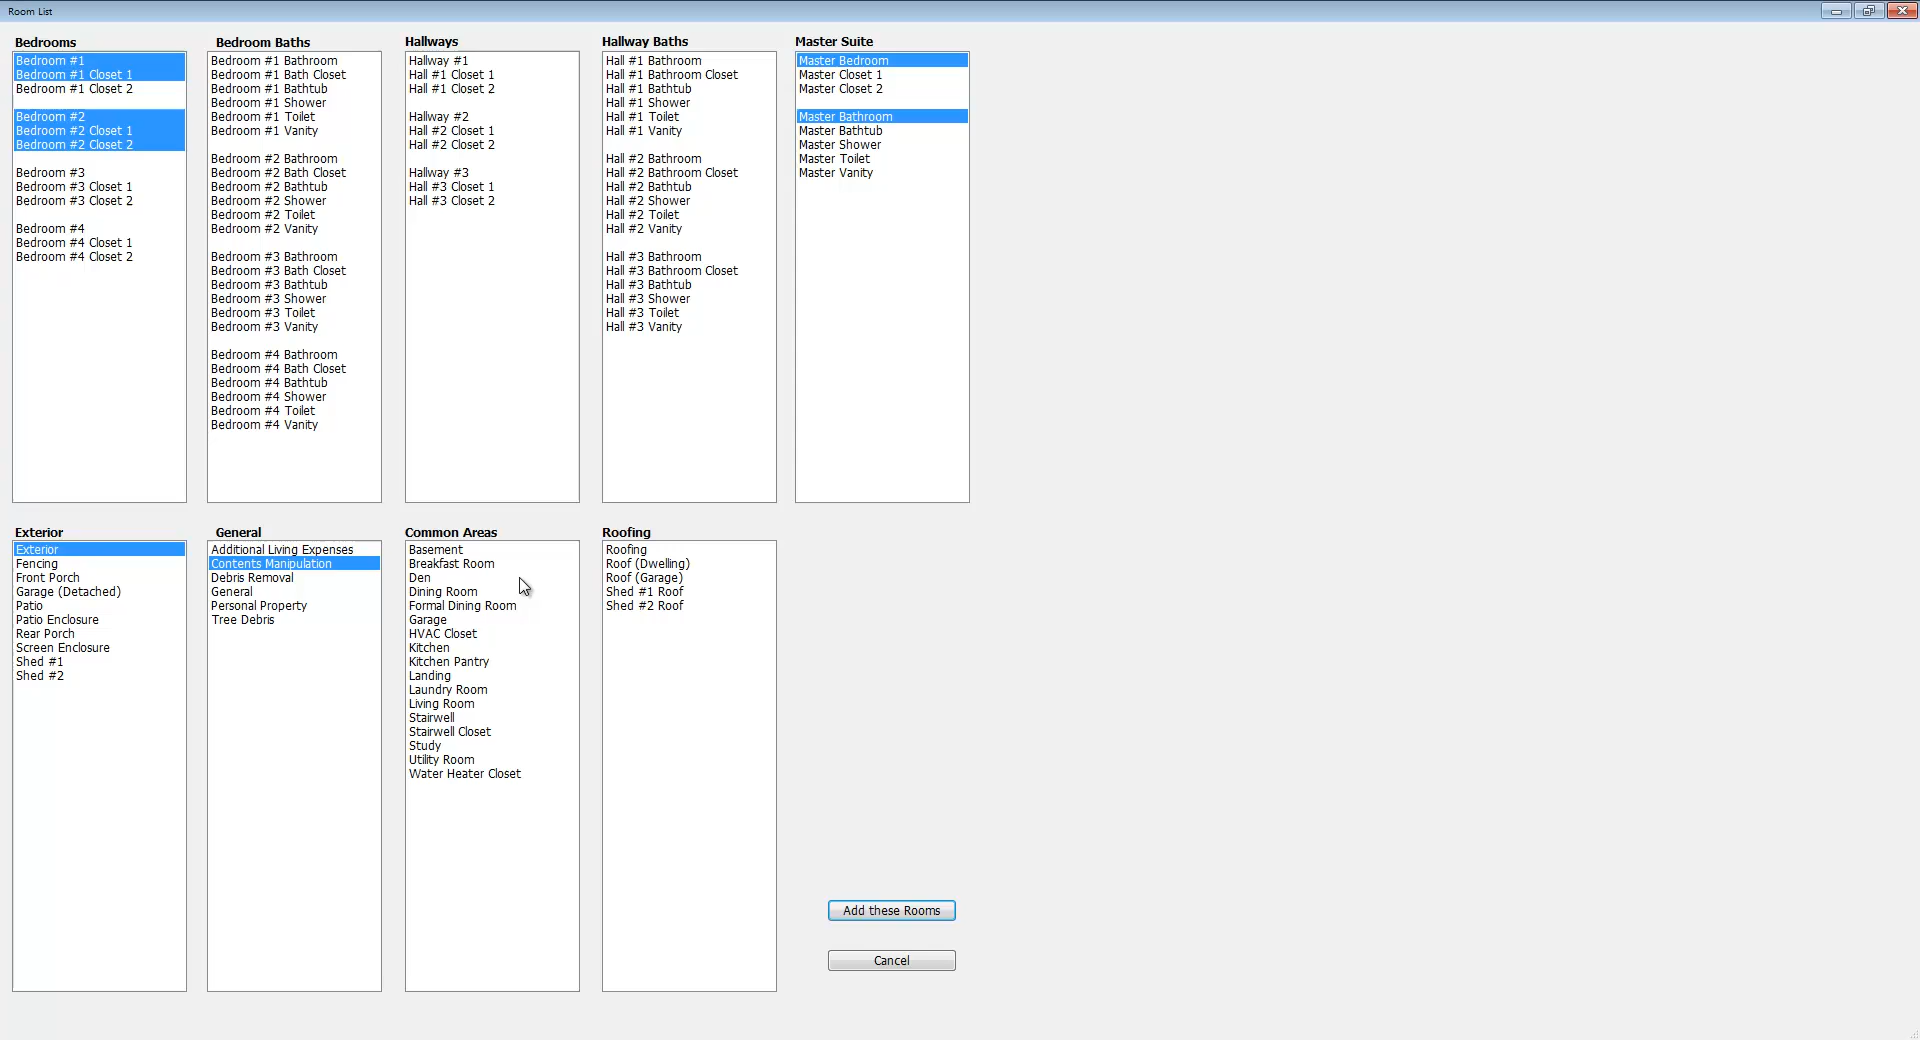 Room List
Bedrooms
Bedroom #1
Bedroom #1 Closet 1
Bedroom #1 Closet 2
Bedroom #2
Bedroom #2 Closet 1
Bedroom #2 Closet 2
Bedroom #3
Bedroom #3 Closet 1
Bedroom #3 Closet 2
Bedroom #4
Bedroom #4 Closet 1
Bedroom #4 Closet 2
Bedroom Baths
Bedroom #1 Bathroom
Bedroom #1 Bath Closet
Bedroom #1 Bathtub
Bedroom #1 Shower
Bedroom #1 Toilet
Bedroom #1 Vanity
Bedroom #2 Bathroom
Bedroom #2 Bath Closet
Bedroom #2 Bathtub
Bedroom #2 Shower
Bedroom #2 Toilet
Bedroom #2 Vanity
Bedroom #3 Bathroom
Bedroom #3 Bath Closet
Bedroom #3 Bathtub
Bedroom #3 Shower
Bedroom #3 Toilet
Bedroom #3 Vanity
Bedroom #4 Bathroom
Bedroom #4 Bath Closet
Bedroom #4 Bathtub
Bedroom #4 Shower
Bedroom #4 Toilet
Bedroom #4 Vanity
Hallways
Hallway #1
Hall #1 Closet 1
Hall #1 Closet 2
Hallway #2
Hall #2 Closet 1
Hall #2 Closet 2
Hallway #3
Hall #3 Closet 1
Hall #3 Closet 2
Hallway Baths
Hall #1 Bathroom
Hall #1 Bathroom Closet
Hall #1 Bathtub
Hall #1 Shower
Hall #1 Toilet
Hall #1 Vanity
Hall #2 Bathroom
Hall #2 Bathroom Closet
Hall #2 Bathtub
Hall #2 Shower
Hall #2 Toilet
Hall #2 Vanity
Hall #3 Bathroom
Hall #3 Bathroom Closet
Hall #3 Bathtub
Hall #3 Shower
Hall #3 Toilet
Hall #3 Vanity
Master Suite
Master Bedroom
Master Closet 1
Master Closet 2
Master Bathroom
Master Bathtub
Master Shower
Master Toilet
Master Vanity
Exterior
Exterior
Fencing
Front Porch
Garage (Detached)
Patio
Patio Enclosure
Rear Porch
Screen Enclosure
Shed #1
Shed #2
General
Additional Living Expenses
Contents Manipulation
Debris Removal
General
Personal Property
Tree Debris
Common Areas
Basement
Breakfast Room
Den
Dining Room
Formal Dining Room
Garage
HVAC Closet
Kitchen
Kitchen Pantry
Landing
Laundry Room
Living Room
Stairwell
Stairwell Closet
Study
Utility Room
Water Heater Closet
Roofing
Roofing
Roof (Dwelling)
Roof (Garage)
Shed #1 Roof
Shed #2 Roof
Add these Rooms
Cancel